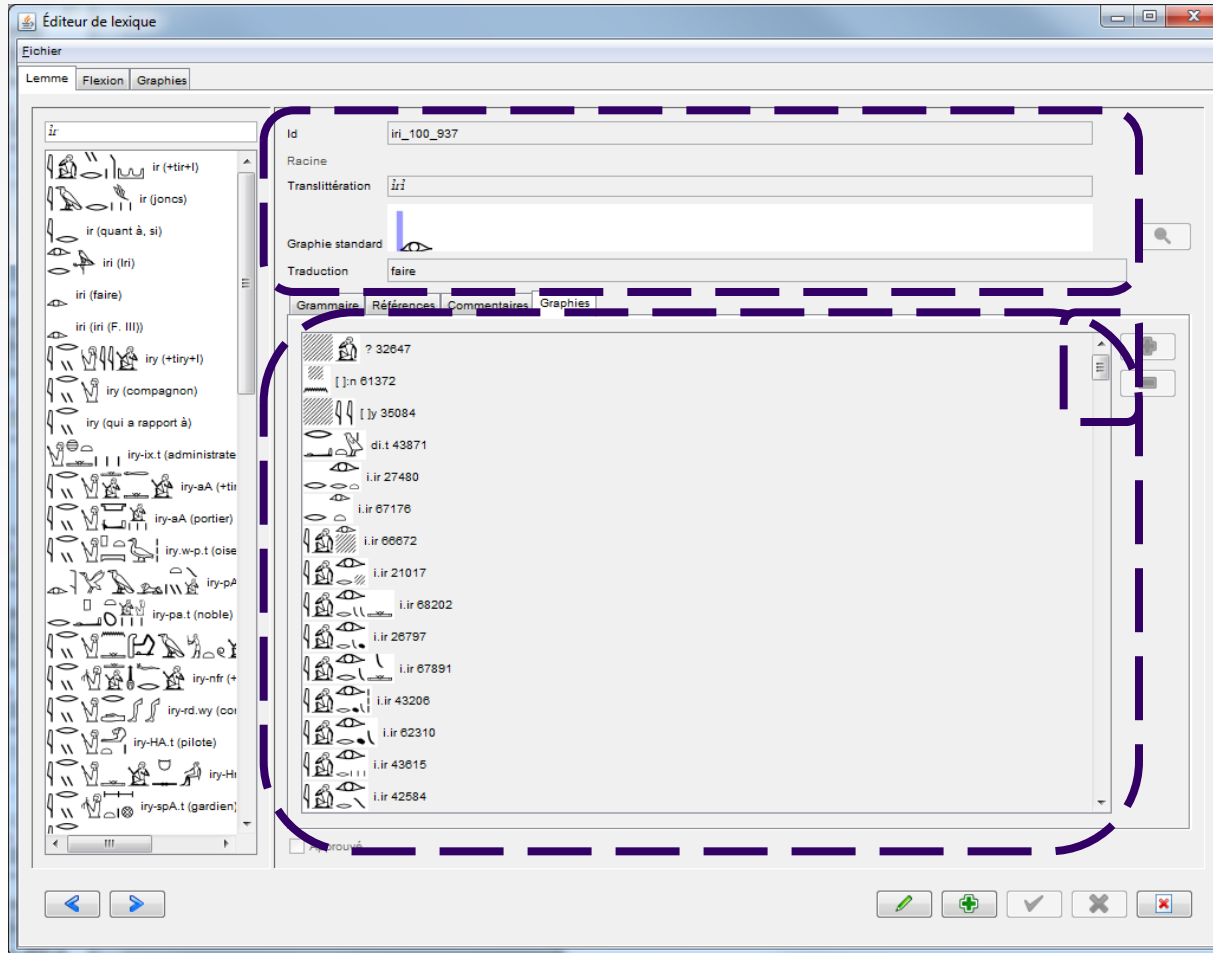 Éditeur de lexique
Fichier
Lemme Flexion Graphies
ỉr
ir (+tir+I)
ir (joncs)
ir (quant à, si)
iri (Iri)
iri (faire)
iri (iri (F. III))
iry (+tiry+I)
iry (compagnon)
iry (qui a rapport à)
iry-ix.t (administrate
iry-aA (+tir
iry-aA (portier)
iry.w-p.t (oise
iry-pA
iry-pa.t (noble)
iry-nfr (+
iry-rd.wy (cor
iry-HA.t (pilote)
iry-Hr
iry-spA.t (gardien)
Id iri_100_937
Racine
Translittération ỉrỉ
Graphie standard
Traduction faire
Grammaire Références Commentaires Graphies
? 32647
[ ]:n 61372
[ ]y 35084
di.t 43871
i.ir 27480
i.ir 67176
i.ir 66672
i.ir 21017
i.ir 68202
i.ir 26797
i.ir 67891
i.ir 43206
i.ir 62310
i.ir 43615
i.ir 42584
Approuvé